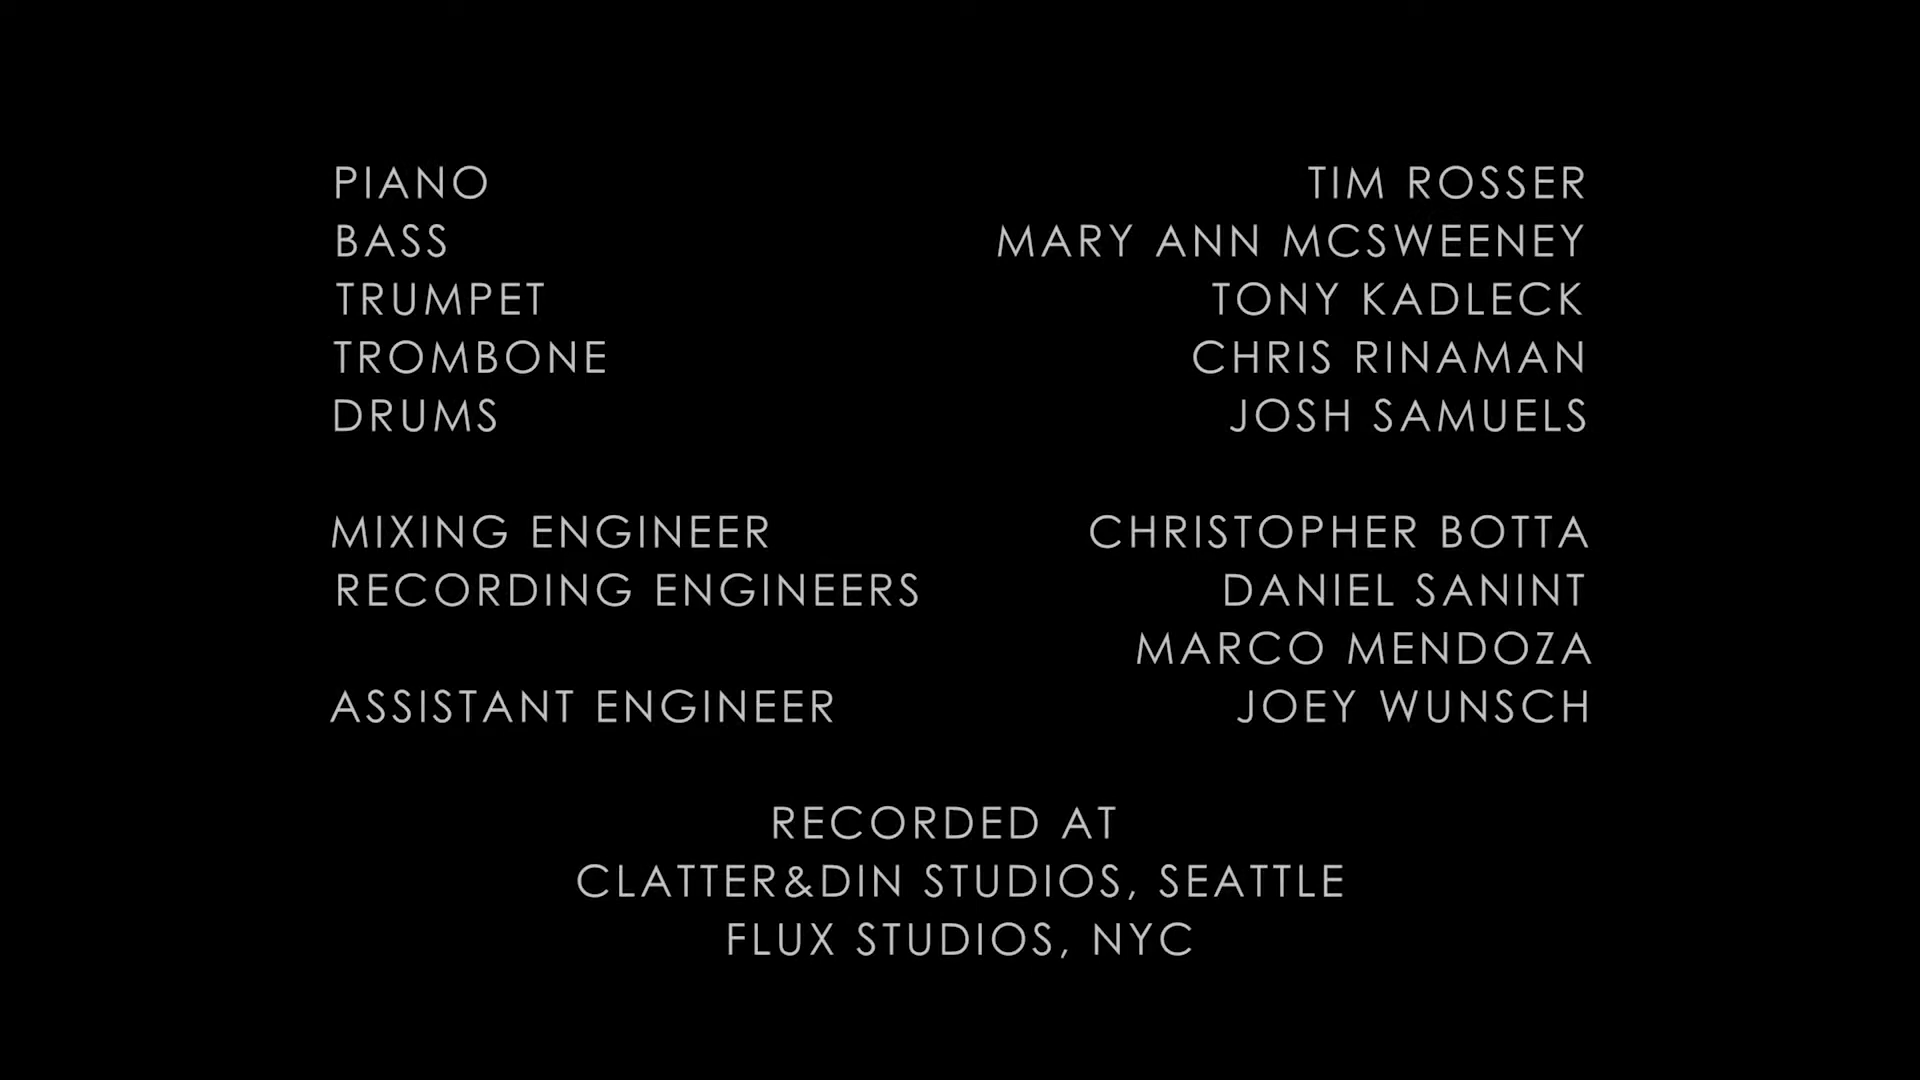 PIANO TIM ROSSER
BASS MARY ANN MCSWEENEY
TRUMPET TONY KADLECK
TROMBONE CHRIS RINAMAN
DRUMS JOSH SAMUELS
MIXING ENGINEER CHRISTOPHER BOTTA
RECORDING ENGINEERS DANIEL SANINT
MARCO MENDOZA
ASSISTANT ENGINEER JOEY WUNSCH
RECORDED AT
CLATTER&DIN STUDIOS, SEATTLE
FLUX STUDIOS, NYC